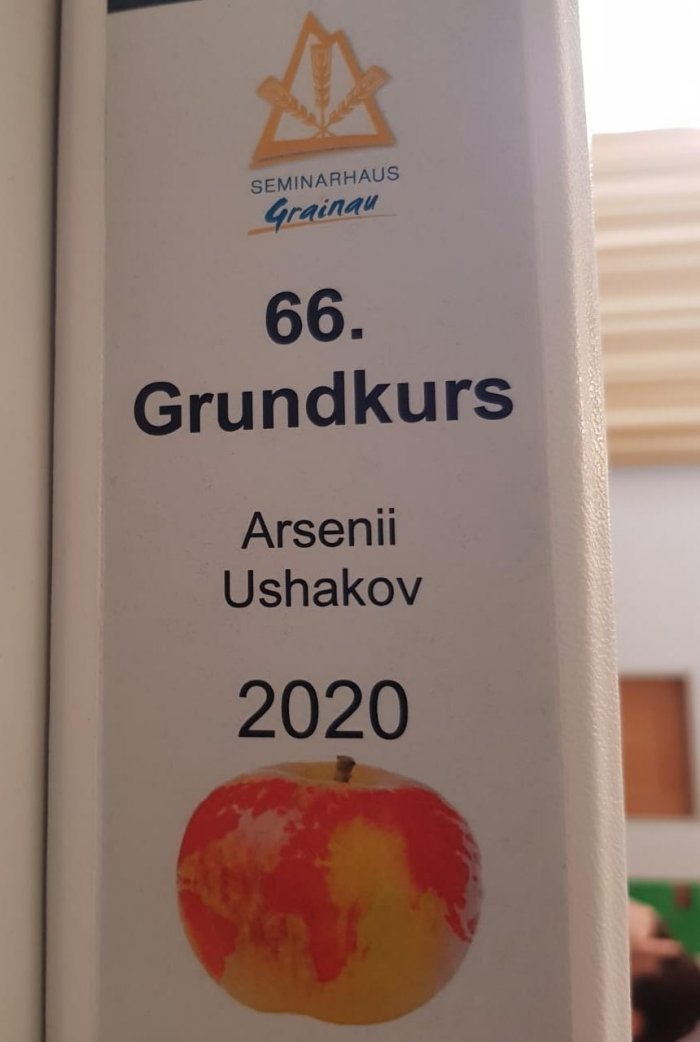 SEMINARHAUS
Grainau
66.
Grundkurs
Arsenii
Ushakov
2020